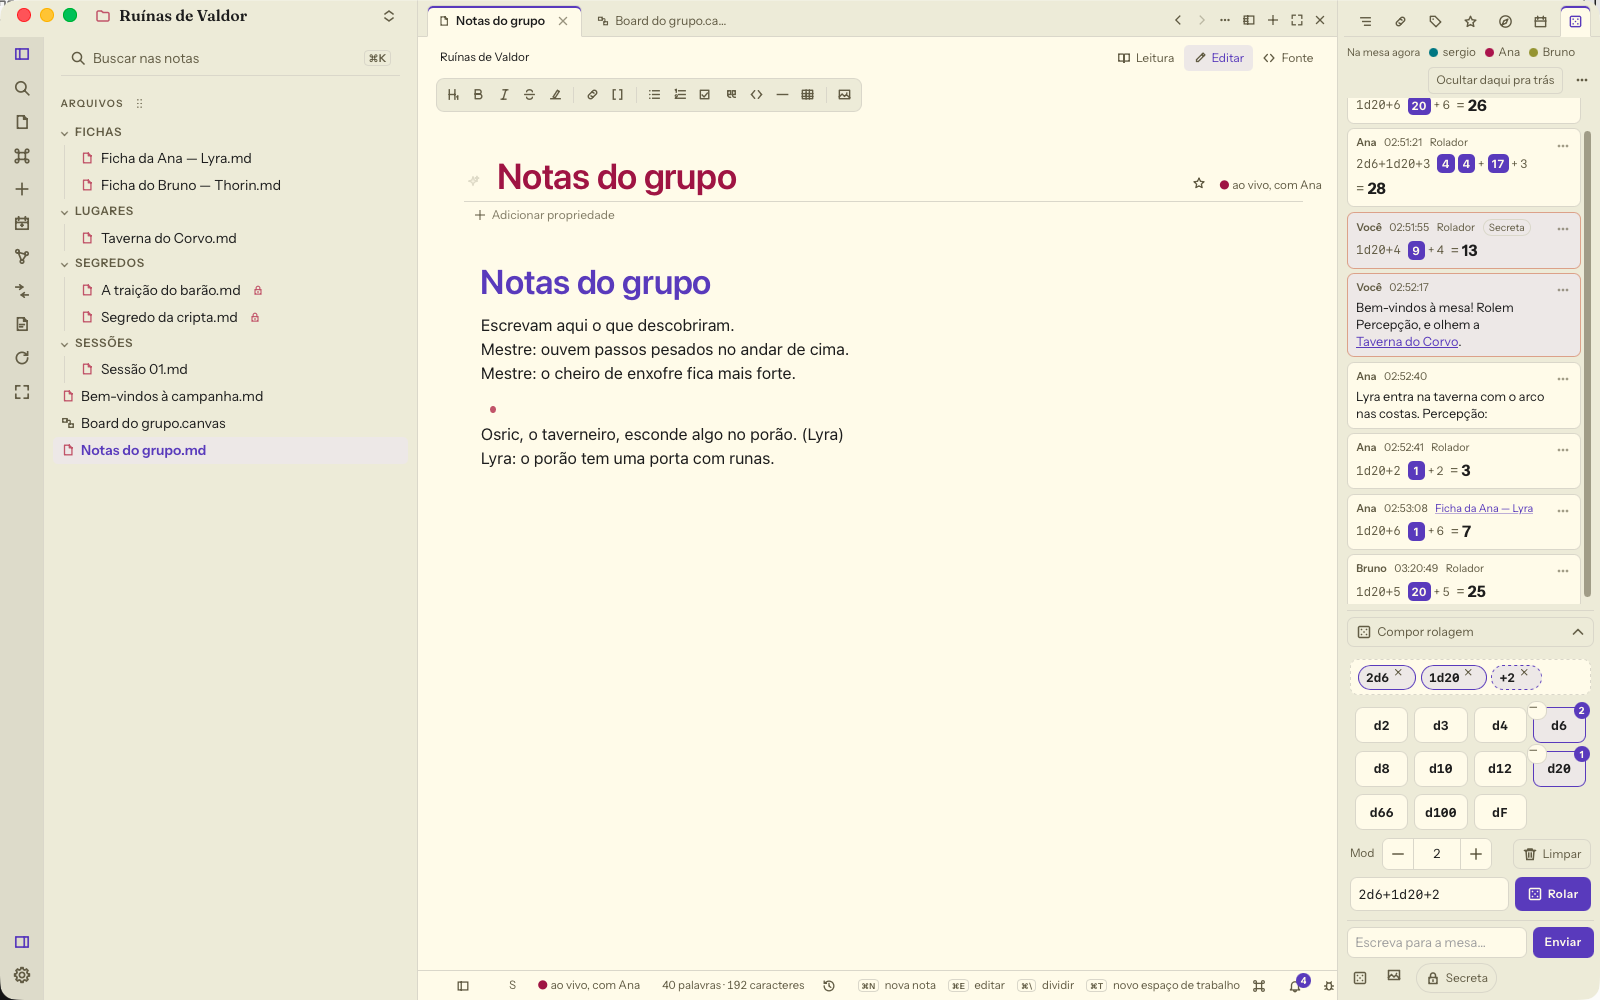 Ruínas de Valdor
Buscar nas notas
⌘K
ARQUIVOS
FICHAS
Ficha da Ana — Lyra.md
Ficha do Bruno — Thorin.md
LUGARES
Taverna do Corvo.md
SEGREDOS
A traição do barão.md
Segredo da cripta.md
SESSÕES
Sessão 01.md
Bem-vindos à campanha.md
Board do grupo.canvas
Notas do grupo.md
Notas do grupo
Board do grupo.ca...
Ruínas de Valdor
Leitura
Editar
Fonte
Notas do grupo
ao vivo, com Ana
Adicionar propriedade
Notas do grupo
Escrevam aqui o que descobriram.
Mestre: ouvem passos pesados no andar de cima.
Mestre: o cheiro de enxofre fica mais forte.
Osric, o taverneiro, esconde algo no porão. (Lyra)
Lyra: o porão tem uma porta com runas.
S
ao vivo, com Ana
40 palavras · 192 caracteres
⌘N nova nota
⌘E editar
⌘\ dividir
⌘T novo espaço de trabalho
4
Na mesa agora sergio Ana Bruno
Ocultar daqui pra trás
1d20+6 20 + 6 = 26
Ana 02:51:21 Rolador
2d6+1d20+3 4 4 + 17 + 3
= 28
Você 02:51:55 Rolador Secreta
1d20+4 9 + 4 = 13
Você 02:52:17
Bem-vindos à mesa! Rolem
Percepção, e olhem a
Taverna do Corvo.
Ana 02:52:40
Lyra entra na taverna com o arco
nas costas. Percepção:
Ana 02:52:41 Rolador
1d20+2 1 + 2 = 3
Ana 02:53:08 Ficha da Ana — Lyra
1d20+6 1 + 6 = 7
Bruno 03:20:49 Rolador
1d20+5 20 + 5 = 25
Compor rolagem
2d6 × 1d20 × +2 ×
d2 d3 d4 d6 2
d8 d10 d12 d20 1
d66 d100 dF
Mod — 2 + Limpar
2d6+1d20+2 Rolar
Escreva para a mesa... Enviar
Secreta